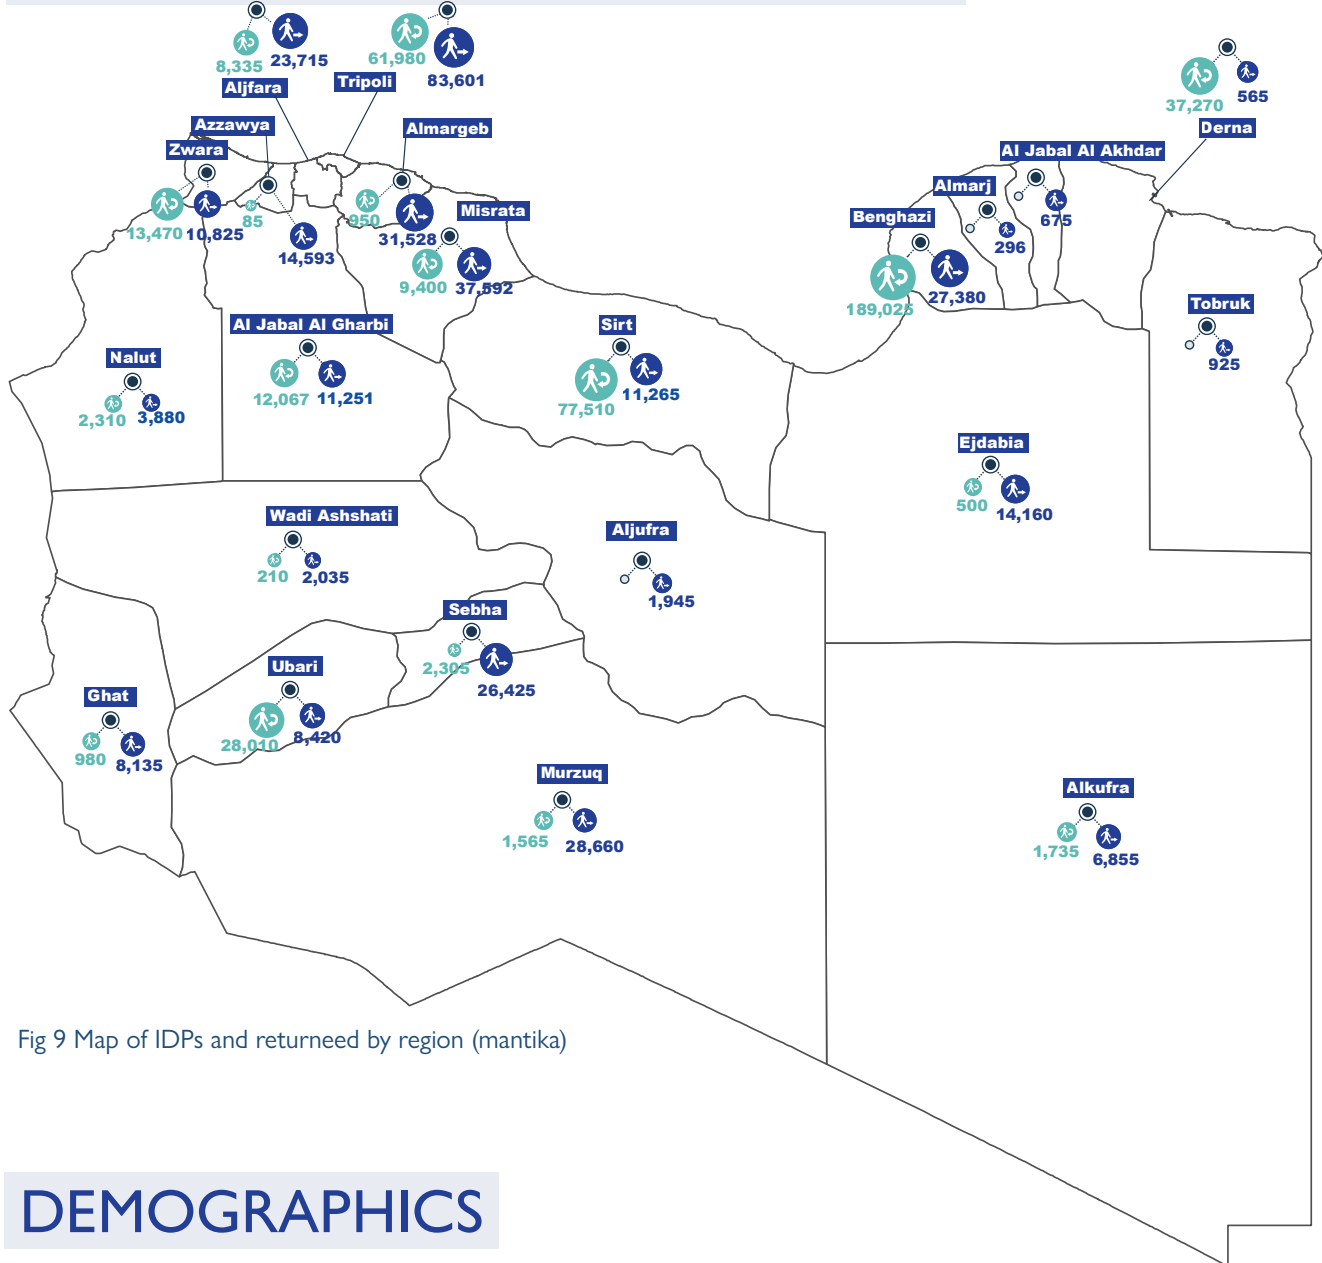 8,335 23,715
Aljfara
61,980
83,601
Tripoli
37,270 565
Derna
Azzawya
85
14,593
Almargeb
950
31,528
Zwara
13,470 10,825
Misrata
9,400 37,592
Al Jabal Al Akhdar
675
Almarj
296
Benghazi
189,025
27,380
Tobruk
925
Al Jabal Al Gharbi
12,067 11,251
Sirt
77,510
11,265
Nalut
2,310 3,880
Ejdabia
500
14,160
Wadi Ashshati
210 2,035
Aljufra
1,945
Sebha
2,305
26,425
Ubari
28,010
8,420
Ghat
980
8,135
Murzuq
1,565 28,660
Alkufra
1,735
6,855
Fig 9 Map of IDPs and returneed by region (mantika)
DEMOGRAPHICS